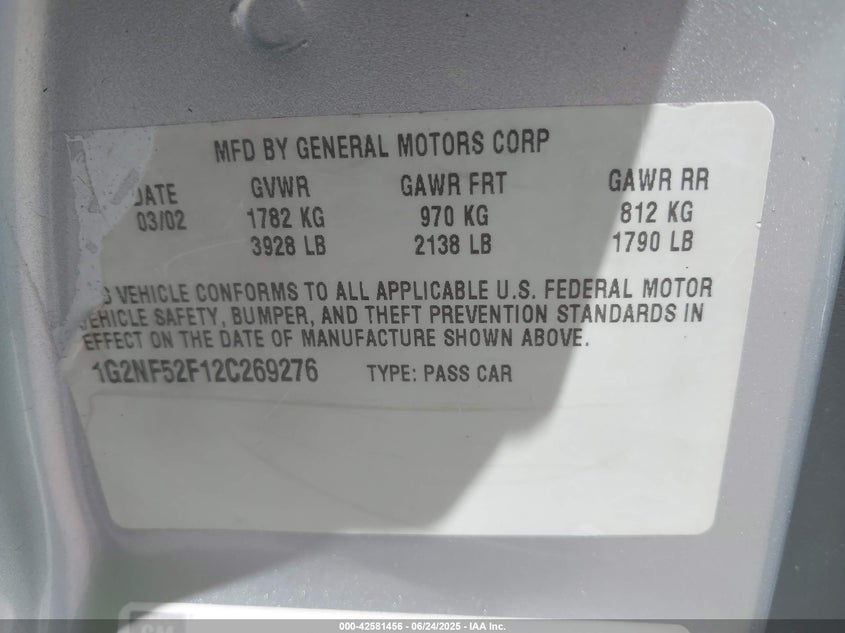 MFD BY GENERAL MOTORS CORP
DATE GVWR GAWR FRT GAWR RR
03/02 1782 KG 970 KG 812 KG
3928 LB 2138 LB 1790 LB
VEHICLE CONFORMS TO ALL APPLICABLE U.S. FEDERAL MOTOR
VEHICLE SAFETY, BUMPER, AND THEFT PREVENTION STANDARDS IN
EFFECT ON THE DATE OF MANUFACTURE SHOWN ABOVE.
1G2NF52F12C269276 TYPE: PASS CAR
GM
000-42581456 - 06/24/2025 - IAA Inc.